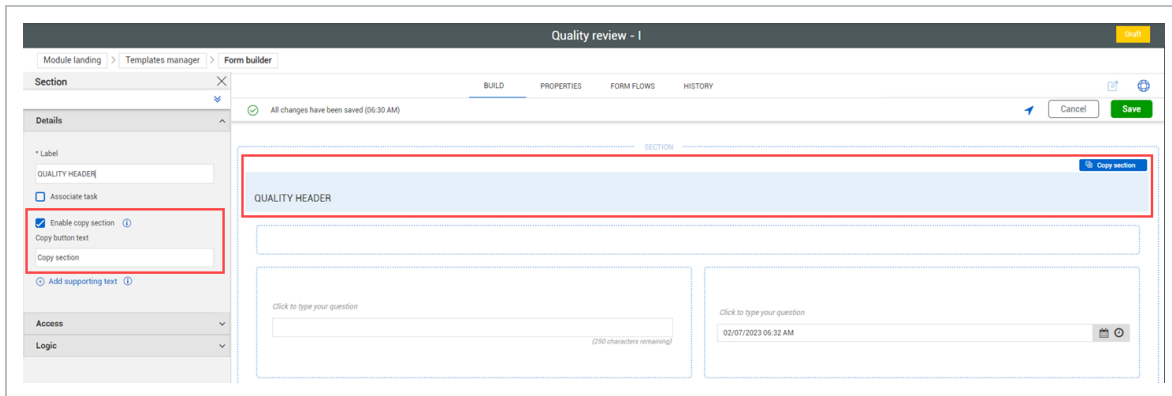 Quality review - I
Draft
Module landing > Templates manager > Form builder
Section
BUILD PROPERTIES FORM FLOWS HISTORY
All changes have been saved (06:30 AM)
Cancel Save
Details
* Label
QUALITY HEADER
Associate task
Enable copy section
Copy button text
Copy section
Add supporting text
Access
Logic
SECTION
Copy section
QUALITY HEADER
Click to type your question
(250 characters remaining)
Click to type your question
02/07/2023 06:32 AM